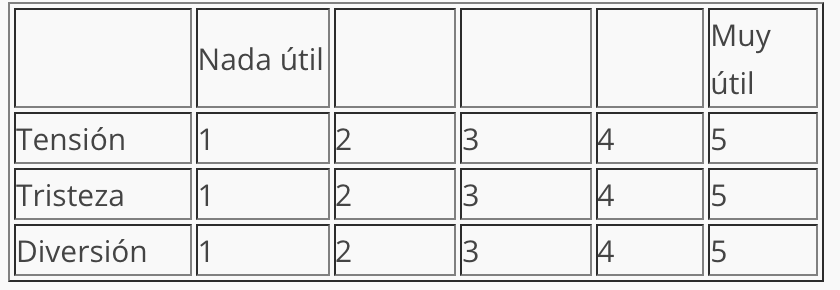 Nada útil Muy útil
Tensión 1 2 3 4 5
Tristeza 1 2 3 4 5
Diversión 1 2 3 4 5